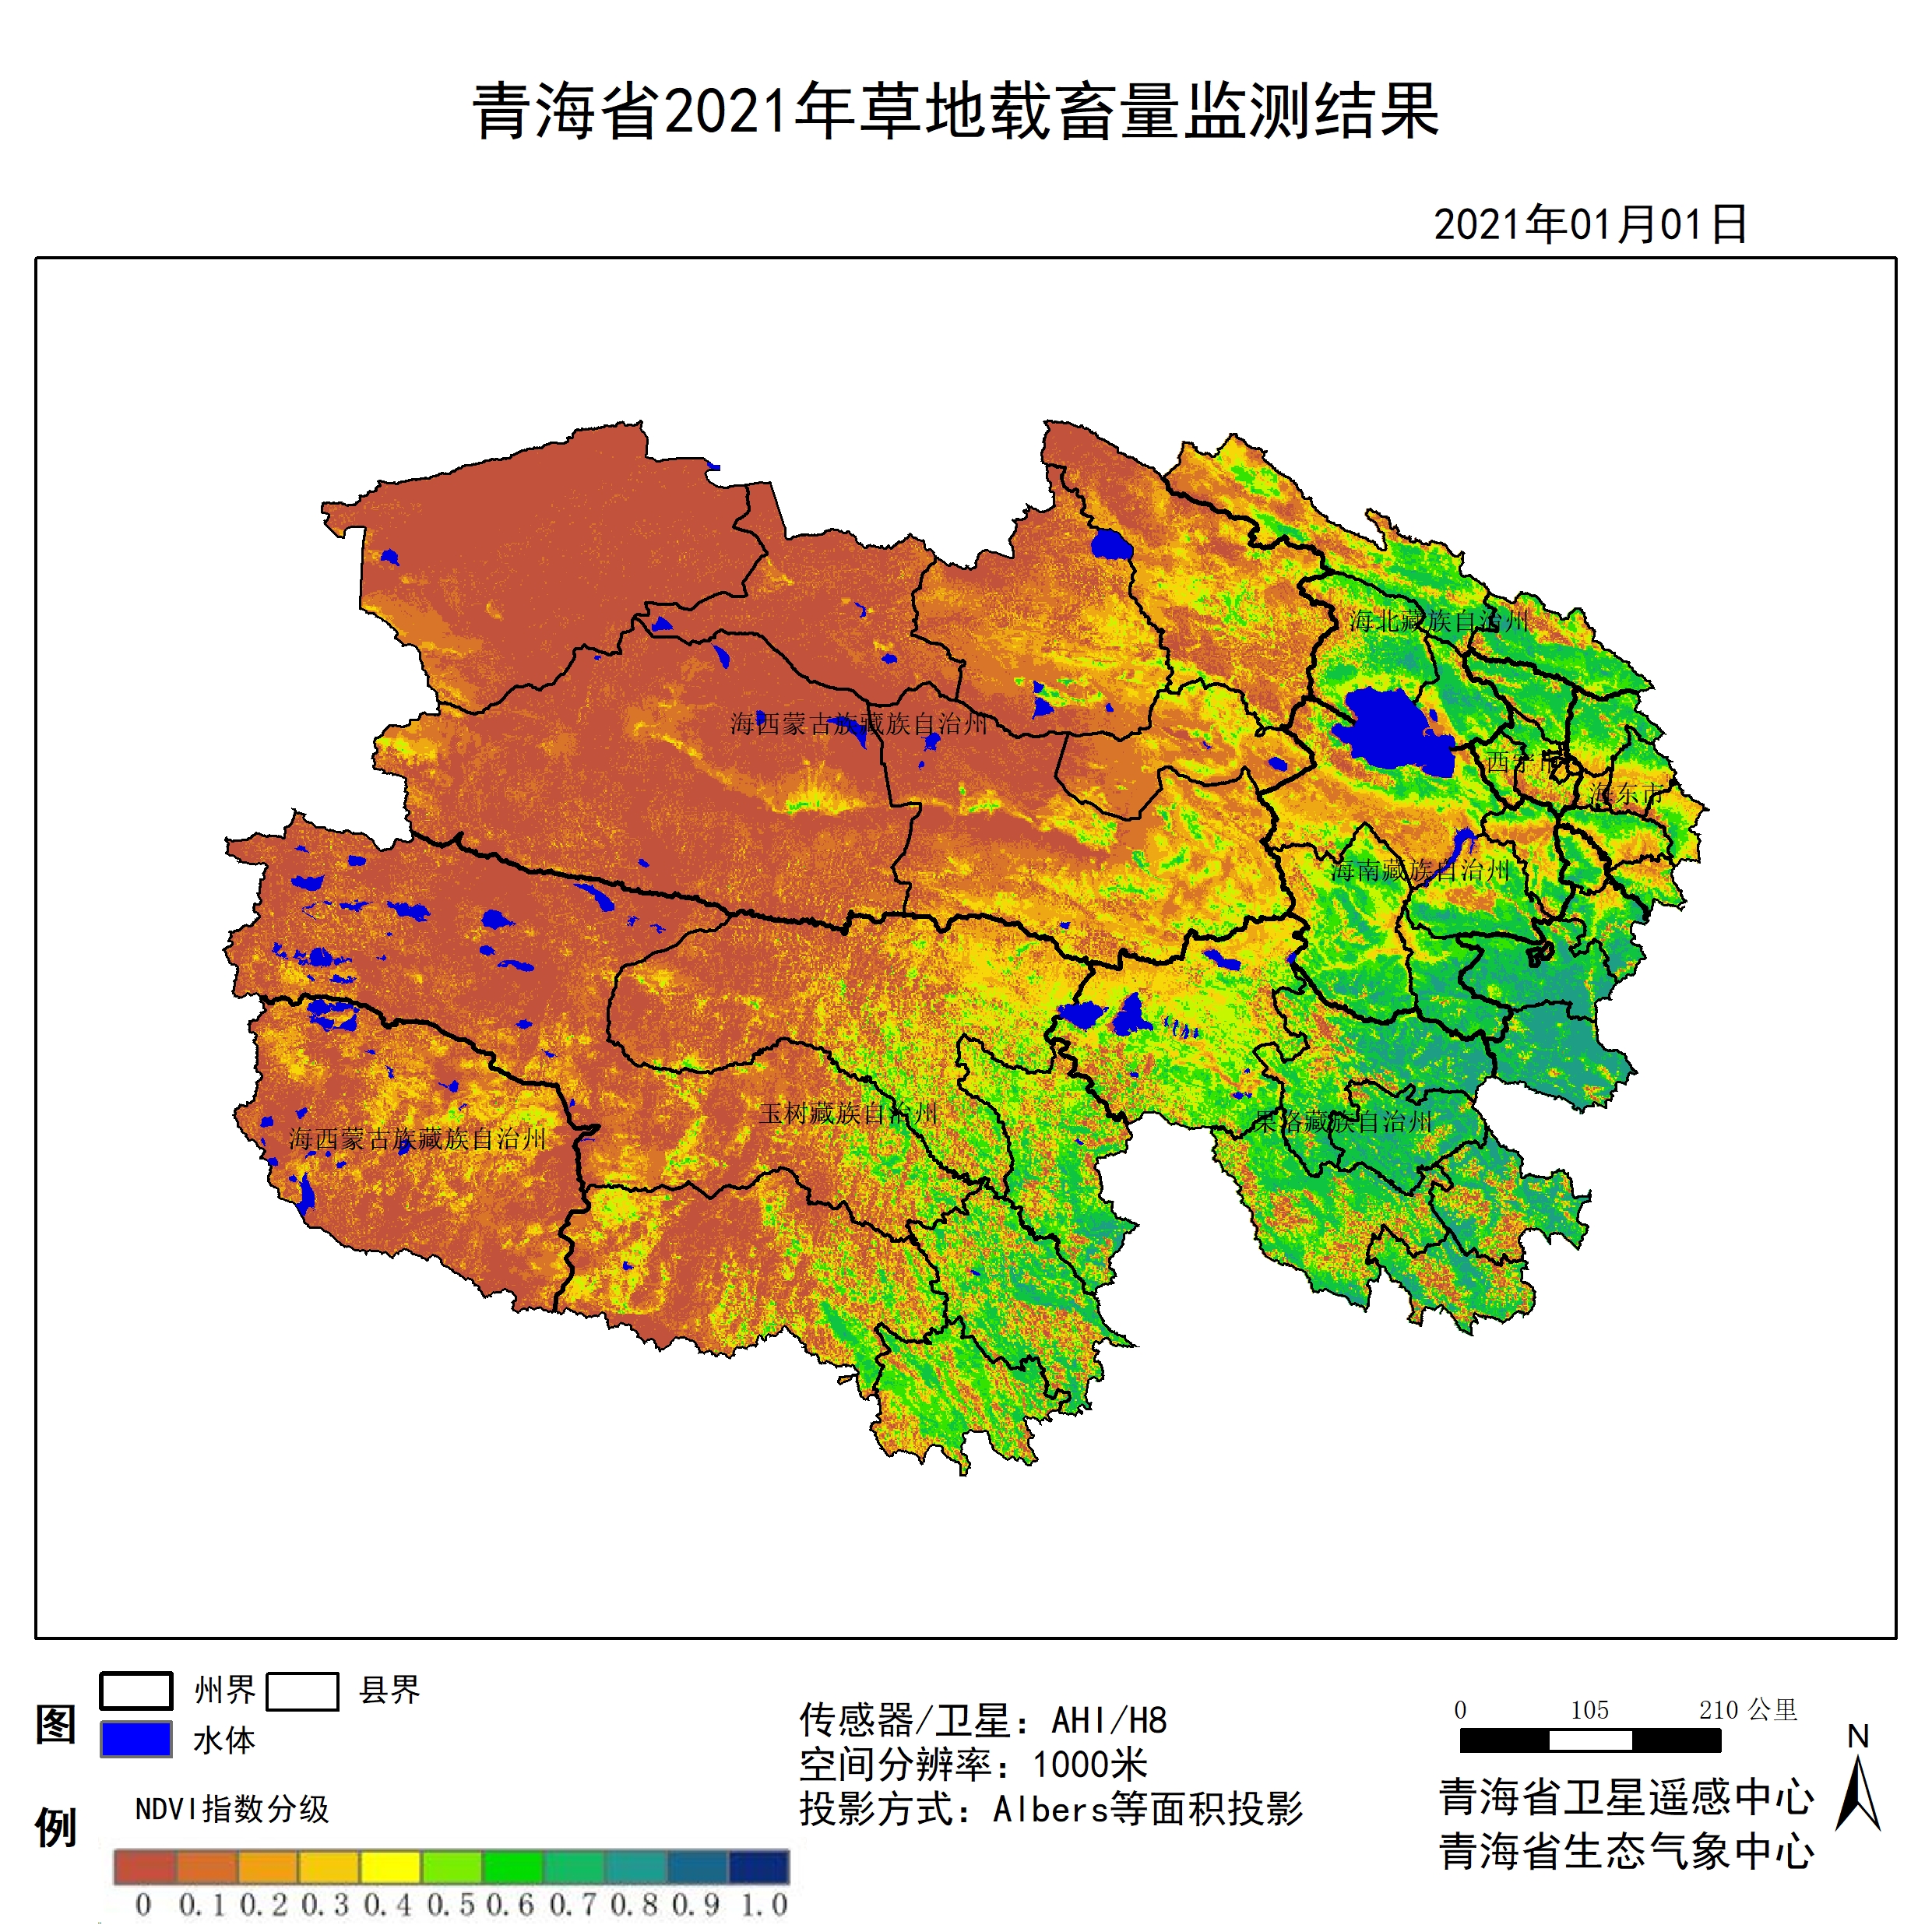 青海省2021年草地载畜量监测结果
2021年01月01日
海北藏族自治州
海西蒙古族藏族自治州
西宁市
海东市
海南藏族自治州
玉树藏族自治州
果洛藏族自治州
海西蒙古族藏族自治州
图例
州界 县界
水体
NDVI指数分级
0 0.1 0.2 0.3 0.4 0.5 0.6 0.7 0.8 0.9 1.0
传感器/卫星：AHI/H8
空间分辨率：1000米
投影方式：Albers等面积投影
0 105 210 公里
N
青海省卫星遥感中心
青海省生态气象中心